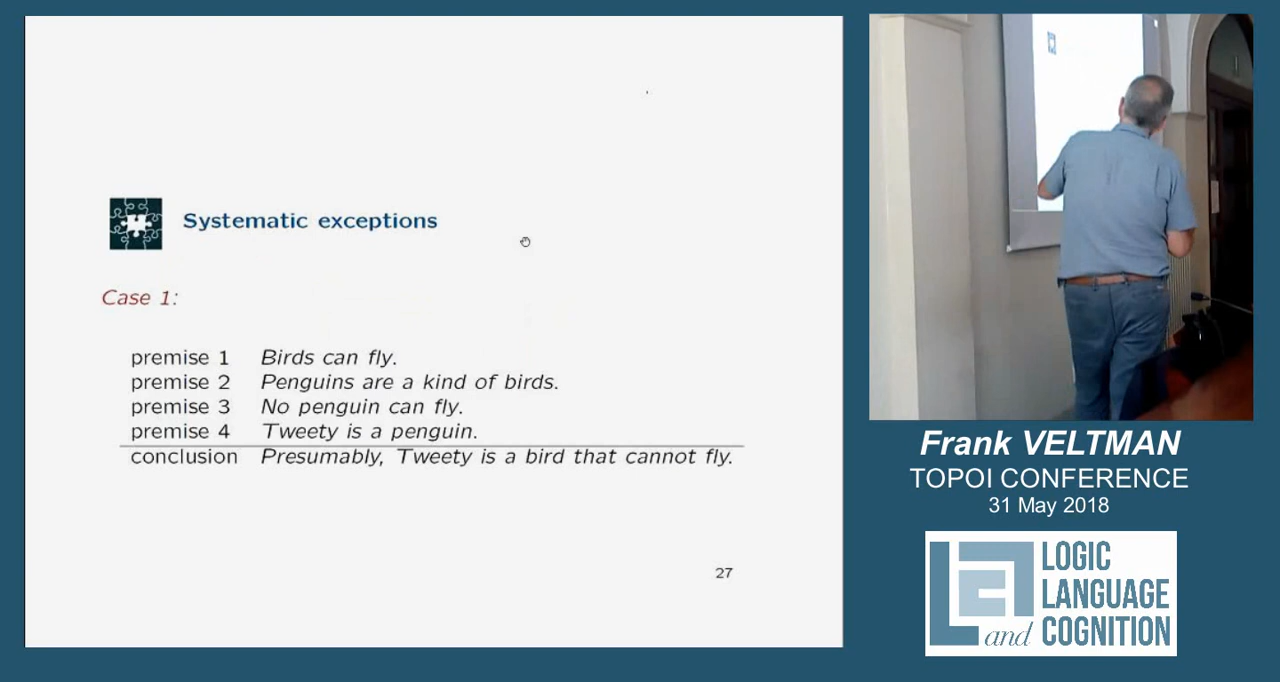 Systematic exceptions
Case 1:
premise 1 Birds can fly.
premise 2 Penguins are a kind of birds.
premise 3 No penguin can fly.
premise 4 Tweety is a penguin.
conclusion Presumably, Tweety is a bird that cannot fly.
27
Frank VELTMAN
TOPOI CONFERENCE
31 May 2018
LOGIC
LANGUAGE
and COGNITION